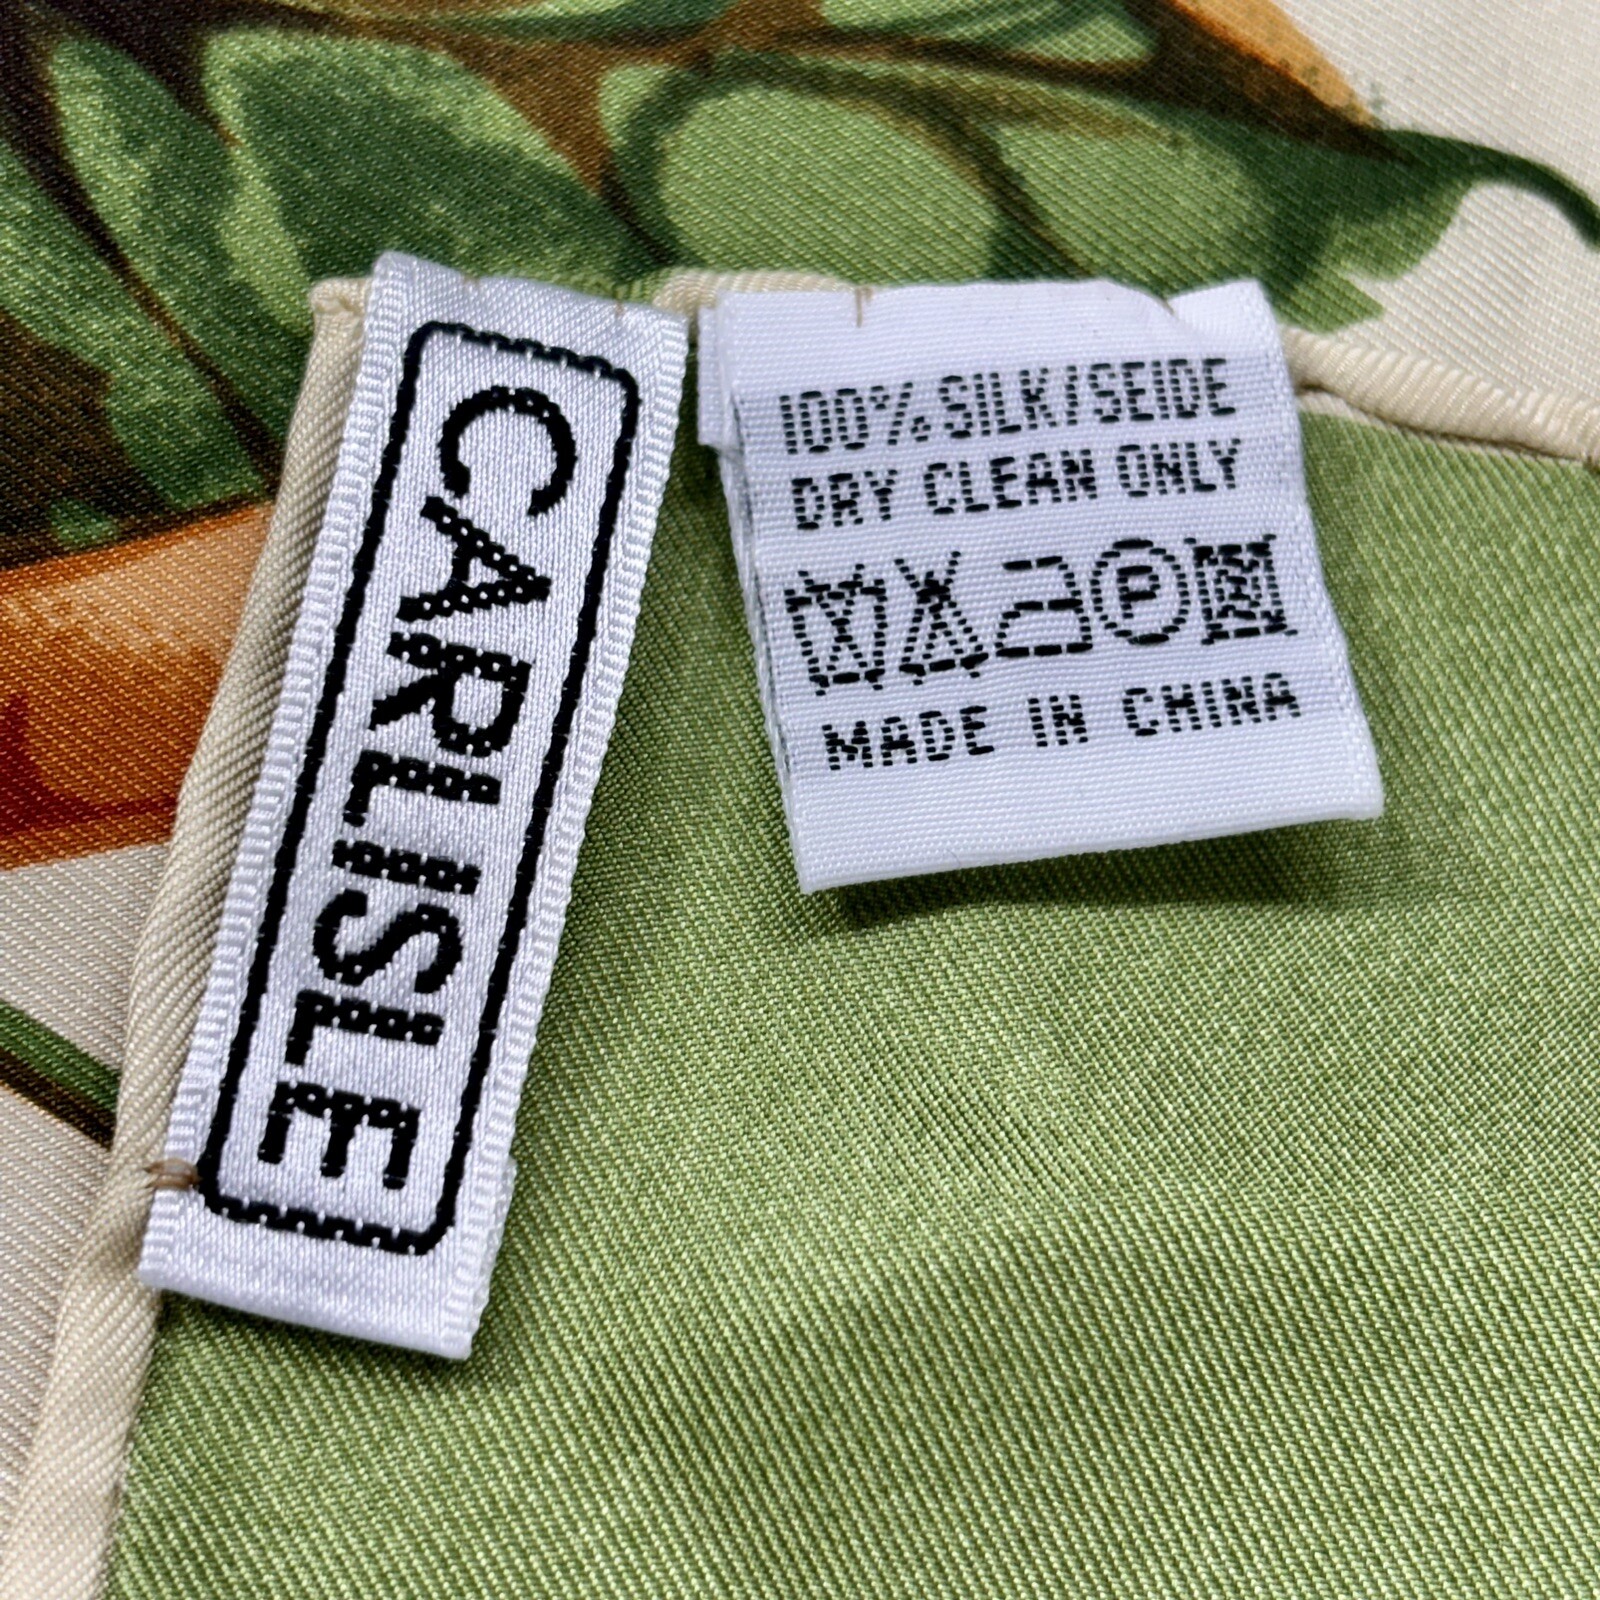 CARLISLE
100% SILK/SEIDE
DRY CLEAN ONLY
P
MADE IN CHINA